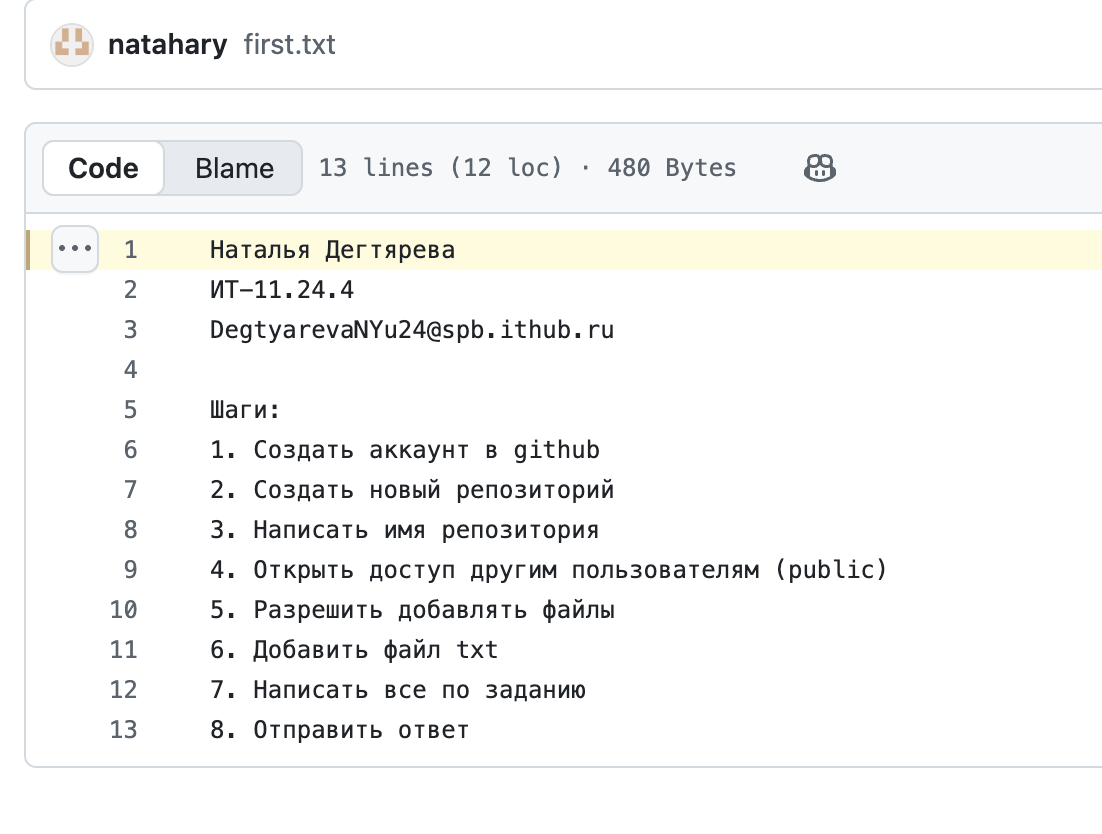 natahary first.txt
Code Blame 13 lines (12 loc) · 480 Bytes
1 Наталья Дегтярева
2 ИТ-11.24.4
3 DegtyarevaNYu24@spb.ithub.ru
4
5 Шаги:
6 1. Создать аккаунт в github
7 2. Создать новый репозиторий
8 3. Написать имя репозитория
9 4. Открыть доступ другим пользователям (public)
10 5. Разрешить добавлять файлы
11 6. Добавить файл txt
12 7. Написать все по заданию
13 8. Отправить ответ